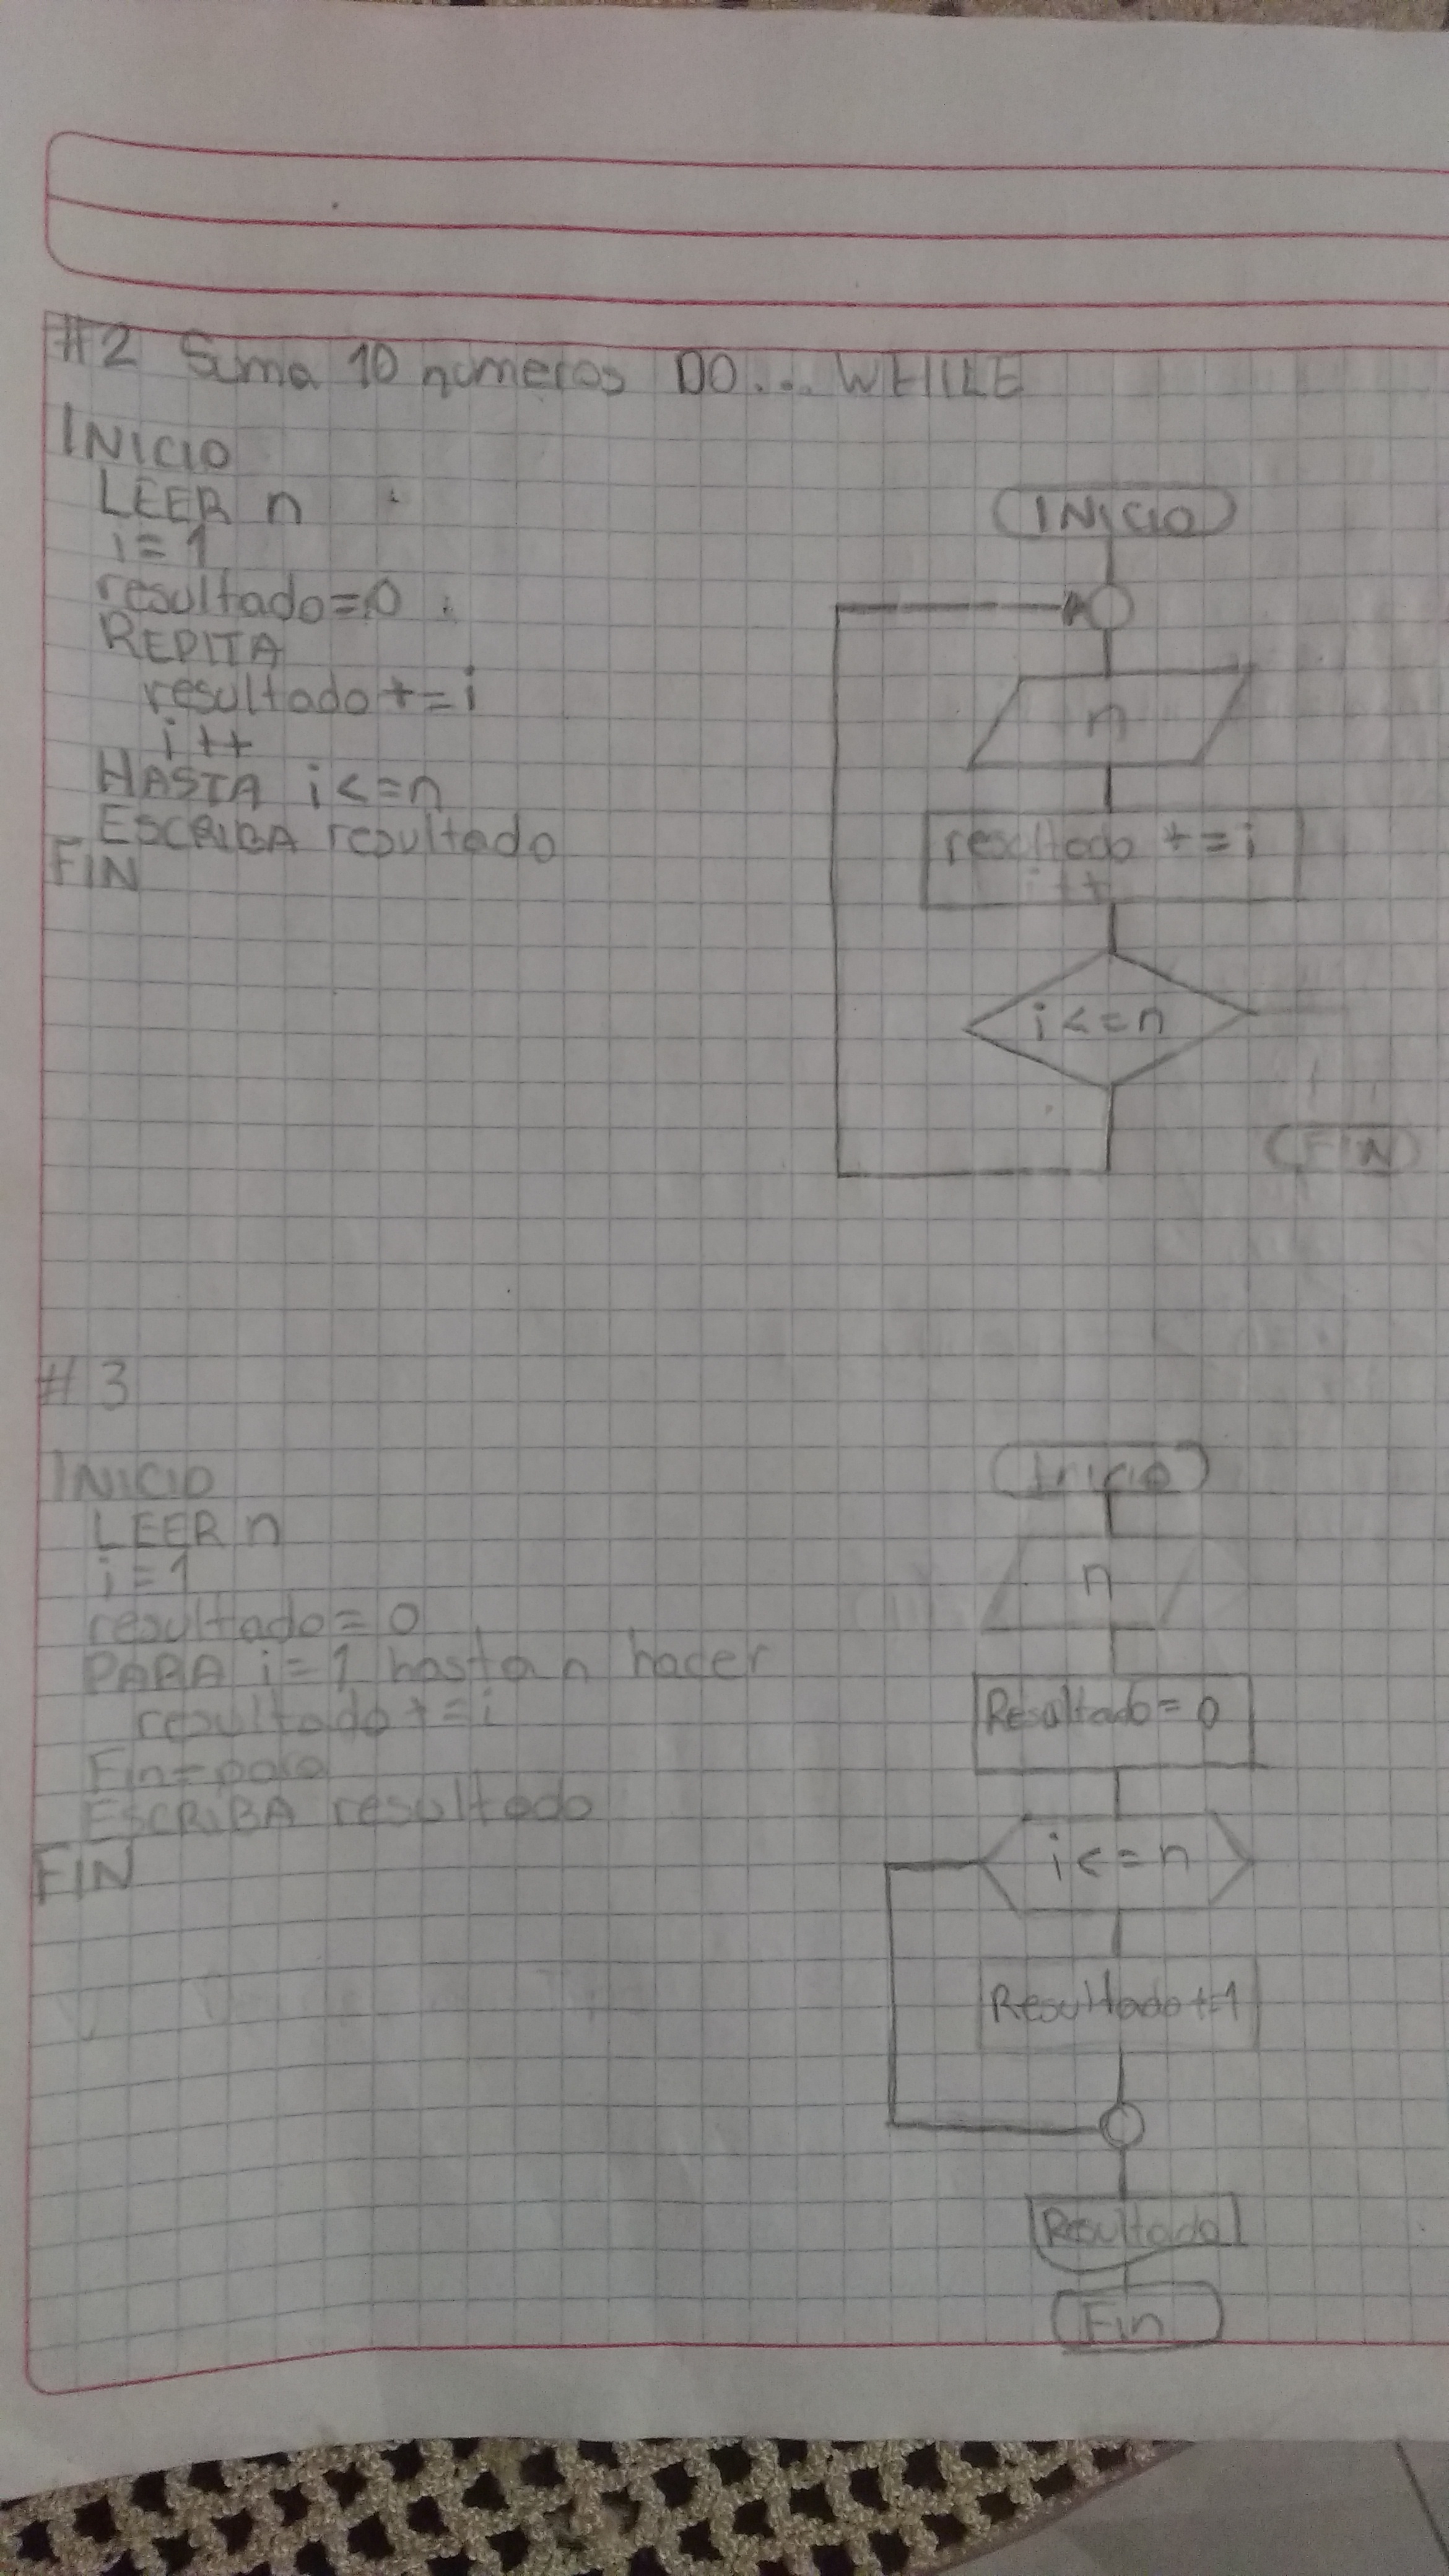 #2 Suma 10 numeros DO... WHILE
INICIO
LEER n
i=1
resultado=0
REPITA
resultado +=i
i++
HASTA i<=n
ESCRIBA resultado
FIN
INICIO
n
resultado +=i
i++
i<=n
FIN
#3
INICIO
LEER n
i=1
resultado=0
PARA i=1 hasta n hacer
resultado +=i
Fin-para
ESCRIBA resultado
FIN
Inicio
n
Resultado=0
i<=n
Resultado+=1
Resultado
Fin